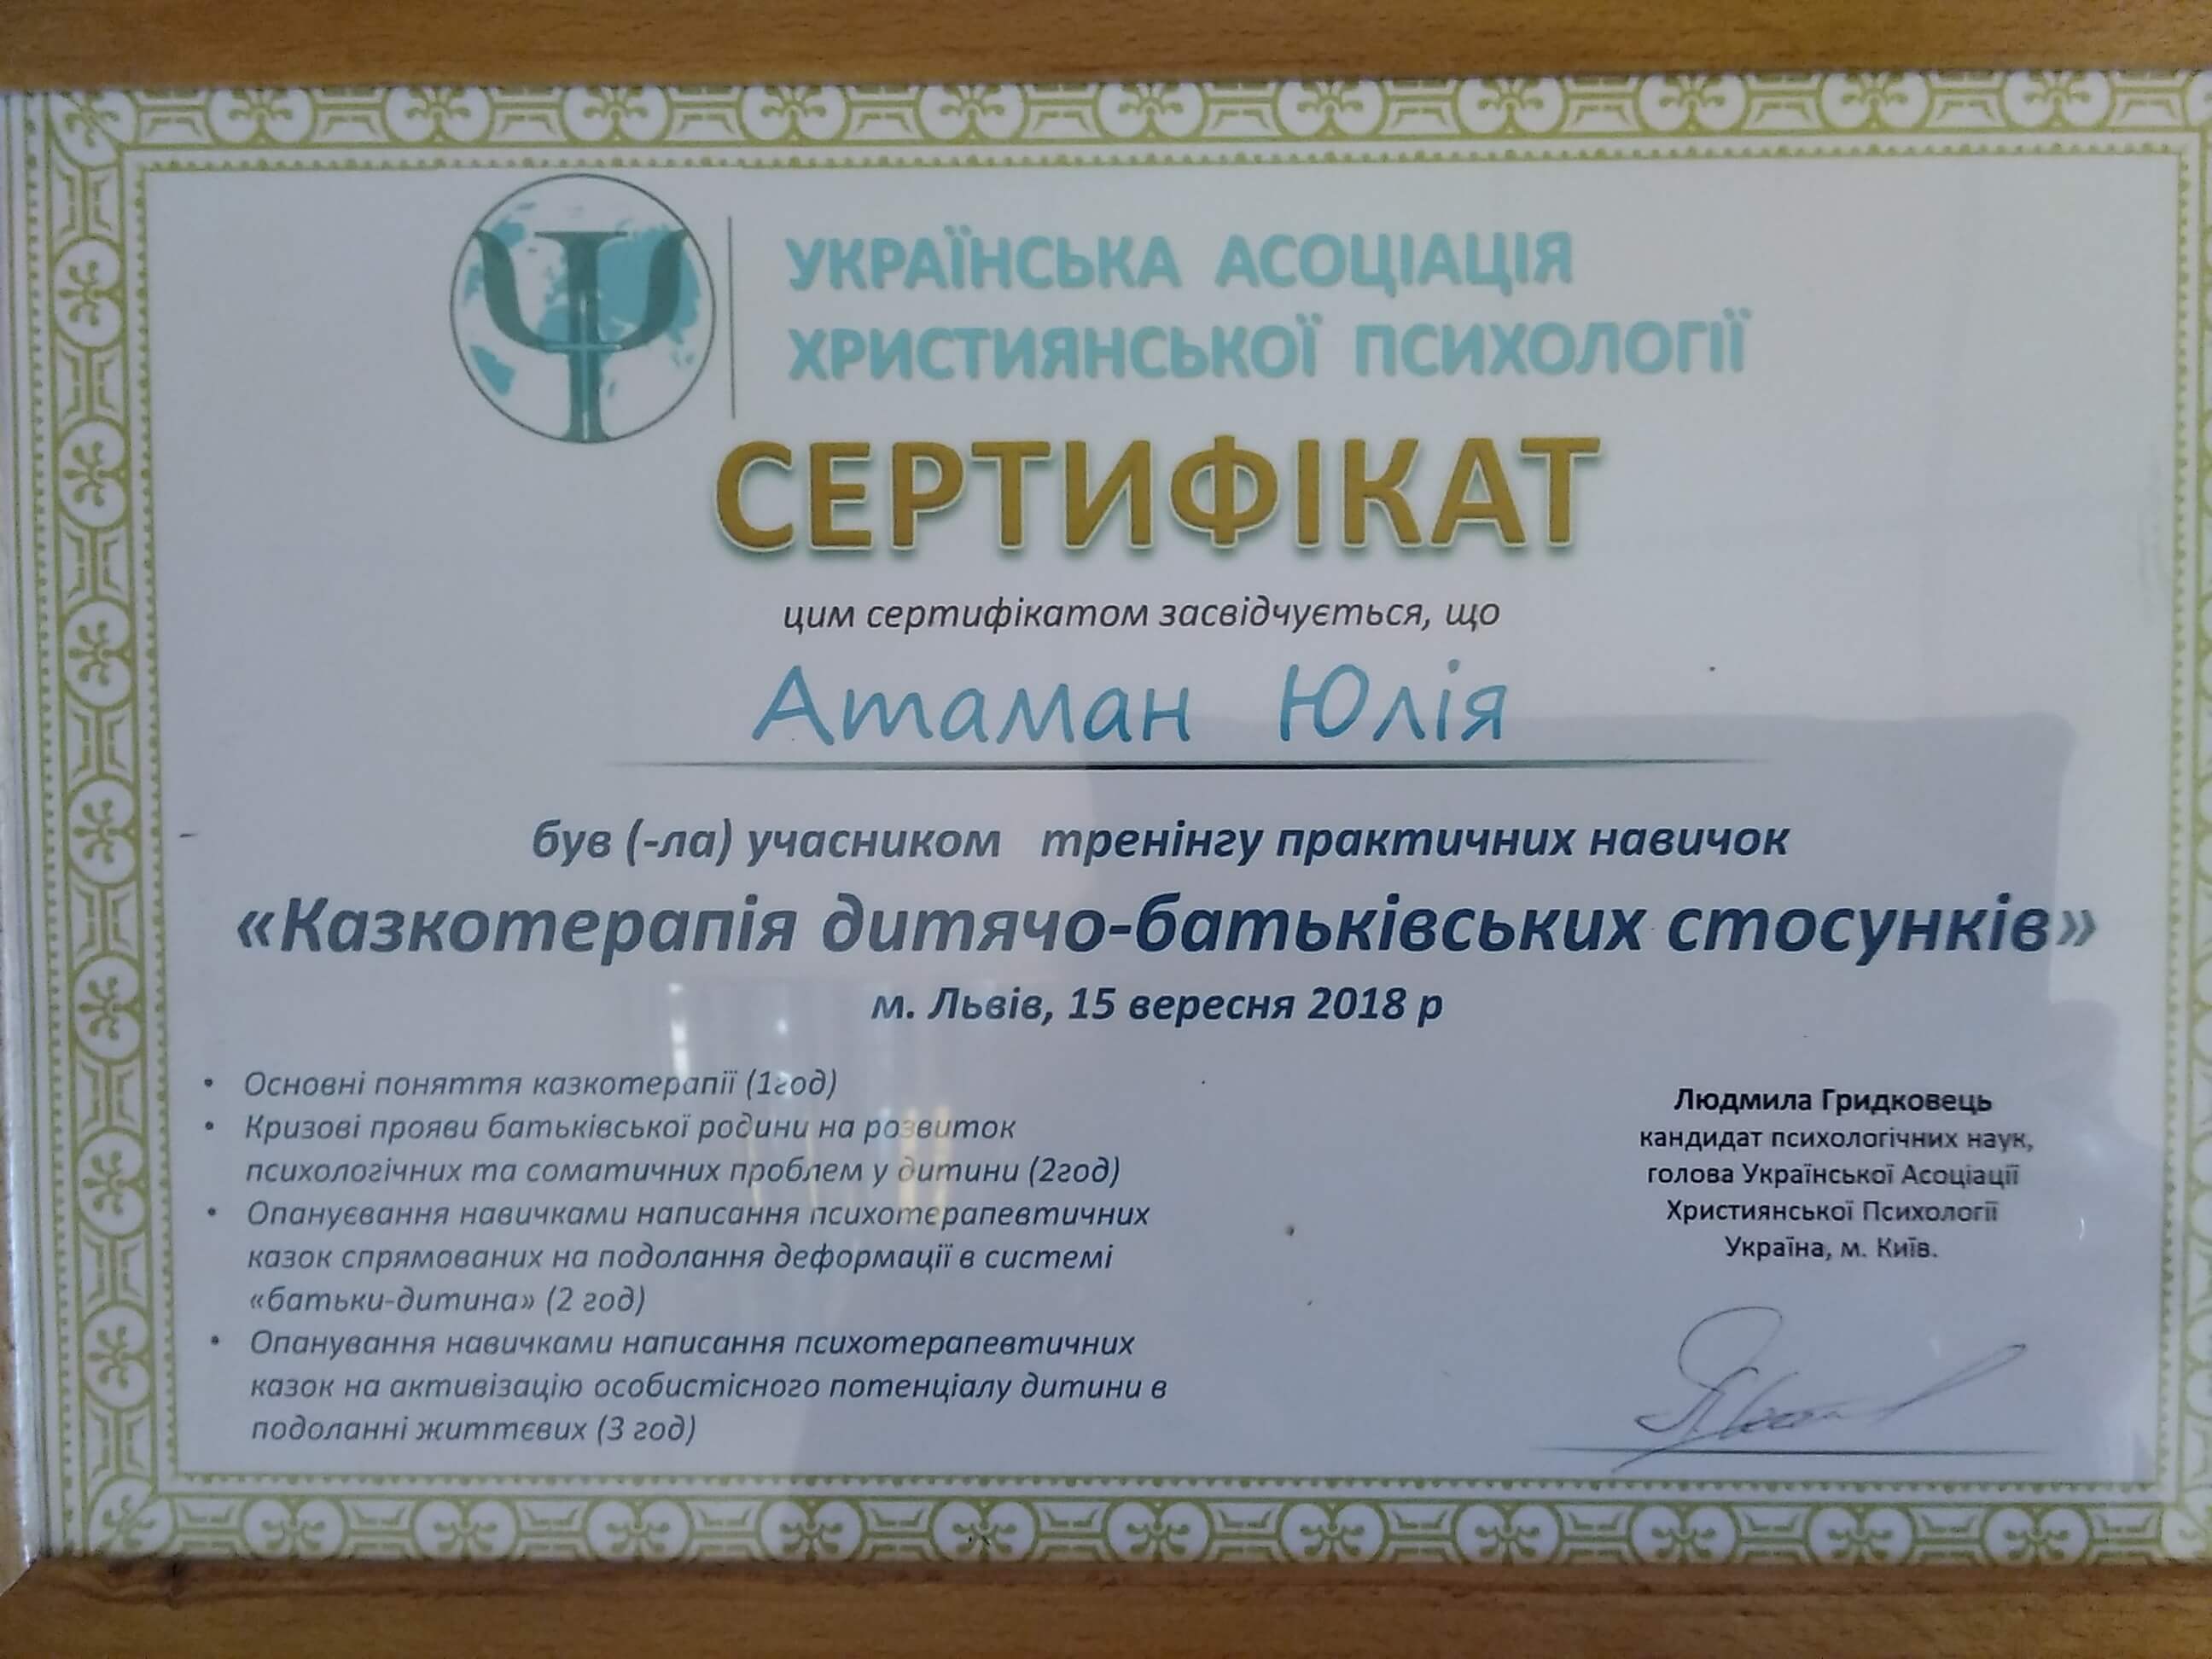 УКРАЇНСЬКА АСОЦІАЦІЯ
ХРИСТИЯНСЬКОЇ ПСИХОЛОГІЇ
СЕРТИФІКАТ
цим сертифікатом засвідчується, що
Атаман Юлія
був (-ла) учасником тренінгу практичних навичок
«Казкотерапія дитячо-батьківських стосунків»
м. Львів, 15 вересня 2018 р
• Основні поняття казкотерапії (1год)
• Кризові прояви батьківської родини на розвиток
психологічних та соматичних проблем у дитини (2год)
• Опануєвання навичками написання психотерапевтичних
казок спрямованих на подолання деформації в системі
«батьки-дитина» (2 год)
• Опанування навичками написання психотерапевтичних
казок на активізацію особистісного потенціалу дитини в
подоланні життєвих (3 год)
Людмила Гридковець
кандидат психологічних наук,
голова Української Асоціації
Християнської Психології
Україна, м. Київ.